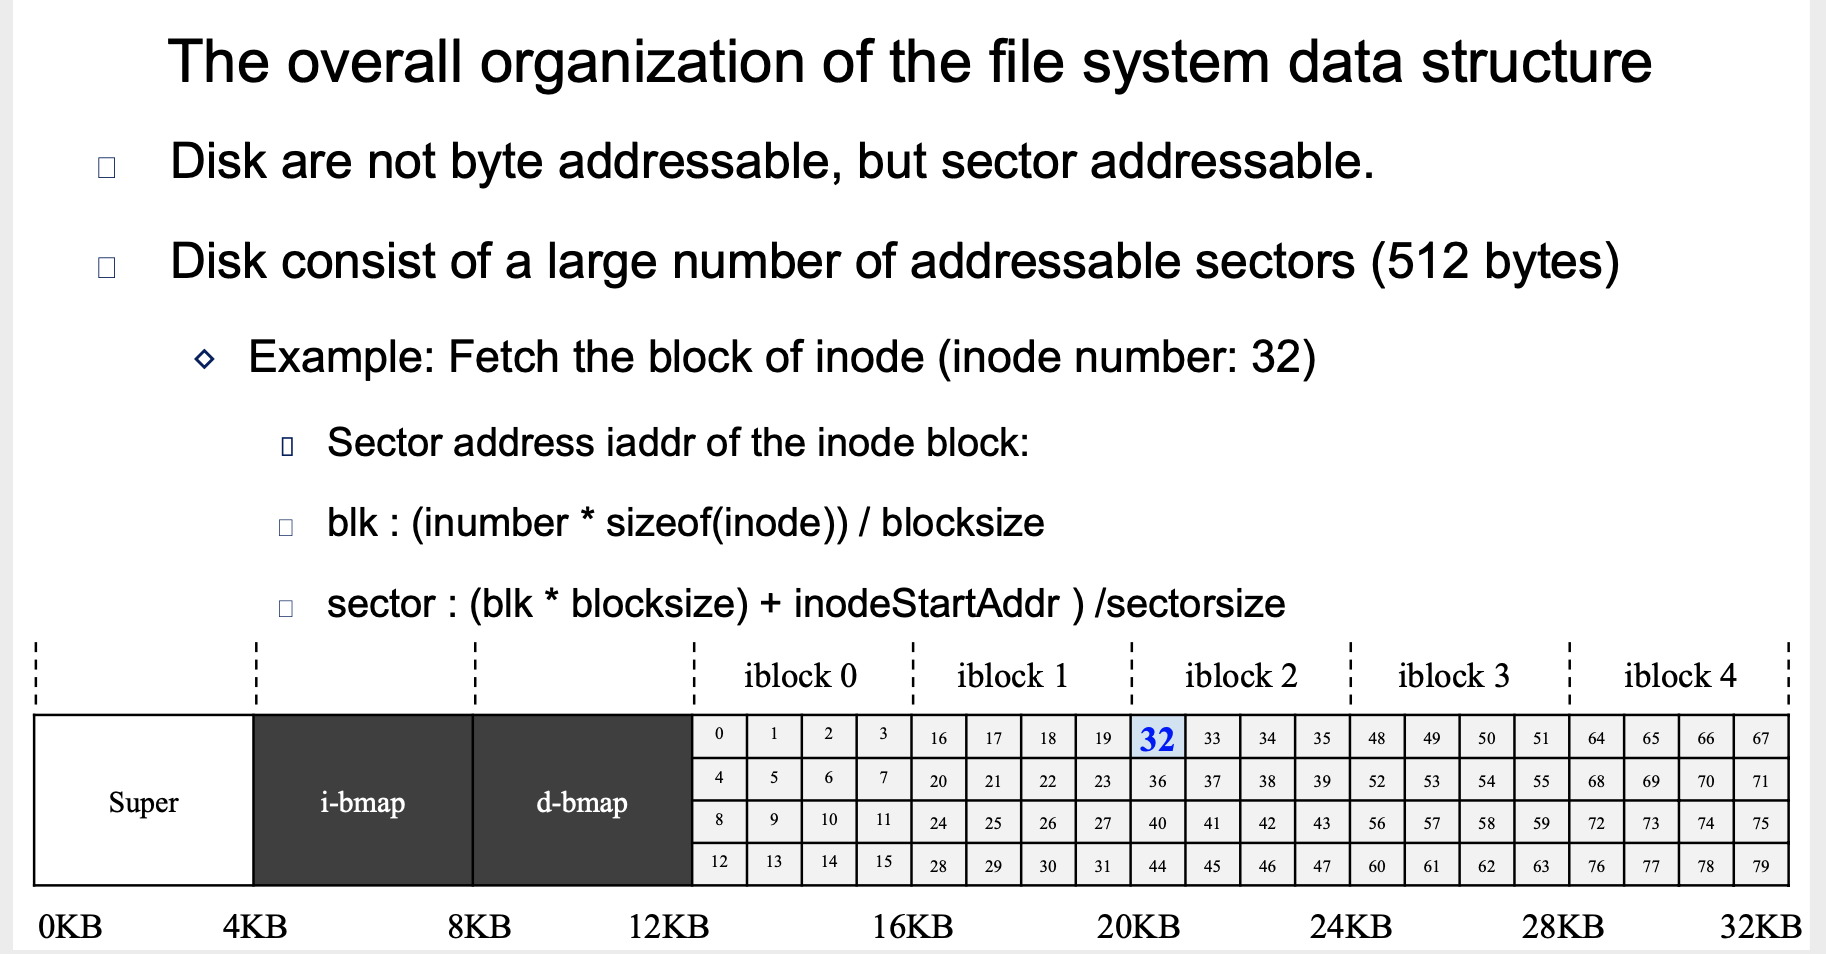 The overall organization of the file system data structure
Disk are not byte addressable, but sector addressable.
Disk consist of a large number of addressable sectors (512 bytes)
Example: Fetch the block of inode (inode number: 32)
Sector address iaddr of the inode block:
blk : (inumber * sizeof(inode)) / blocksize
sector : (blk * blocksize) + inodeStartAddr ) /sectorsize
iblock 0 iblock 1 iblock 2 iblock 3 iblock 4
0 1 2 3 16 17 18 19 32 33 34 35 48 49 50 51 64 65 66 67
4 5 6 7 20 21 22 23 36 37 38 39 52 53 54 55 68 69 70 71
Super i-bmap d-bmap
8 9 10 11 24 25 26 27 40 41 42 43 56 57 58 59 72 73 74 75
12 13 14 15 28 29 30 31 44 45 46 47 60 61 62 63 76 77 78 79
0KB 4KB 8KB 12KB 16KB 20KB 24KB 28KB 32KB